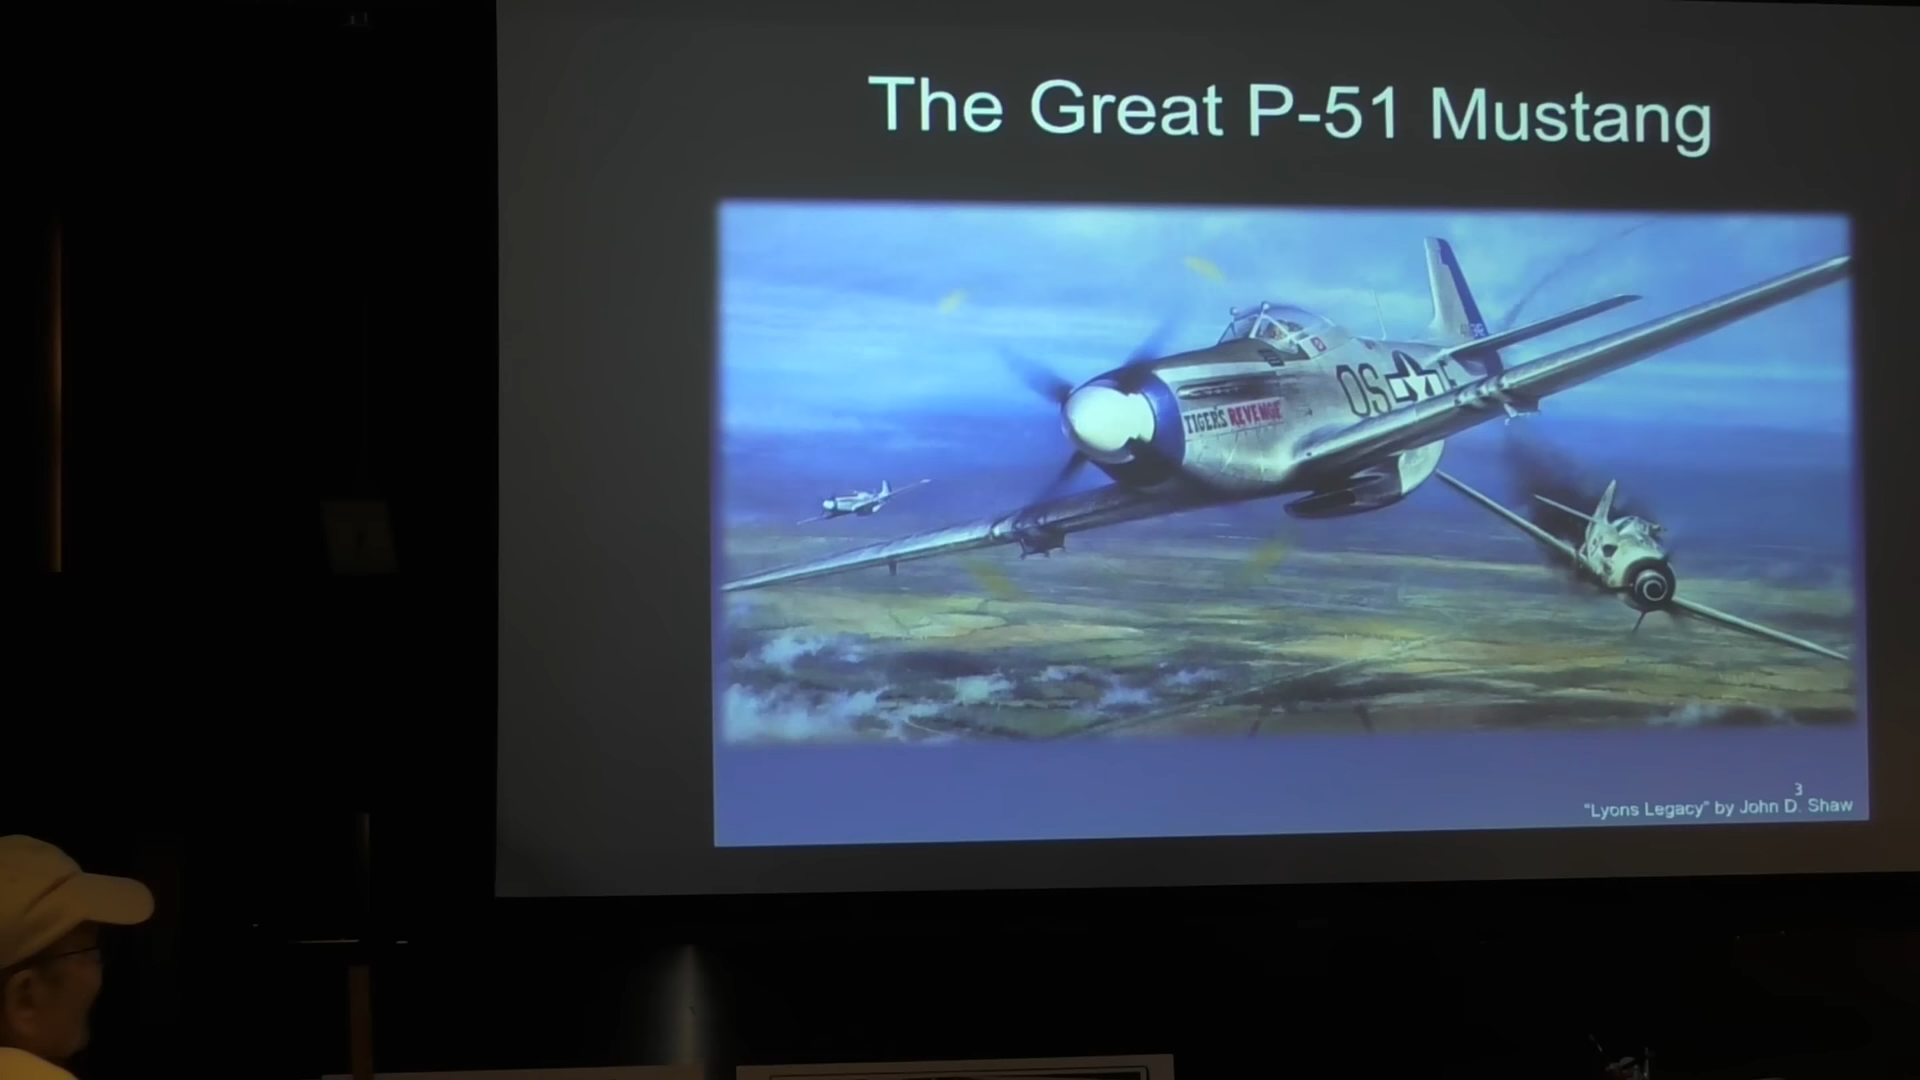 The Great P-51 Mustang
TIGER'S REVENGE
OS
3
"Lyons Legacy" by John D. Shaw